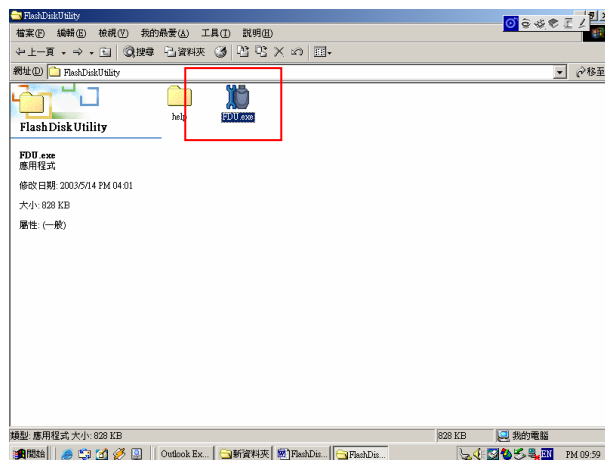 FlashDiskUtility
檔案(F) 編輯(E) 檢視(V) 我的最愛(A) 工具(T) 說明(H)
上一頁 搜尋 資料夾
網址(D) FlashDiskUtility 移至
FlashDiskUtility
help
FDU.exe
FDU.exe
應用程式
修改日期: 2003/5/14 PM 04:01
大小: 828 KB
屬性: (一般)
類型: 應用程式 大小: 828 KB 828 KB 我的電腦
開始 Outlook Ex... 新資料夾 FlashDis... FlashDis... EN PM 09:59